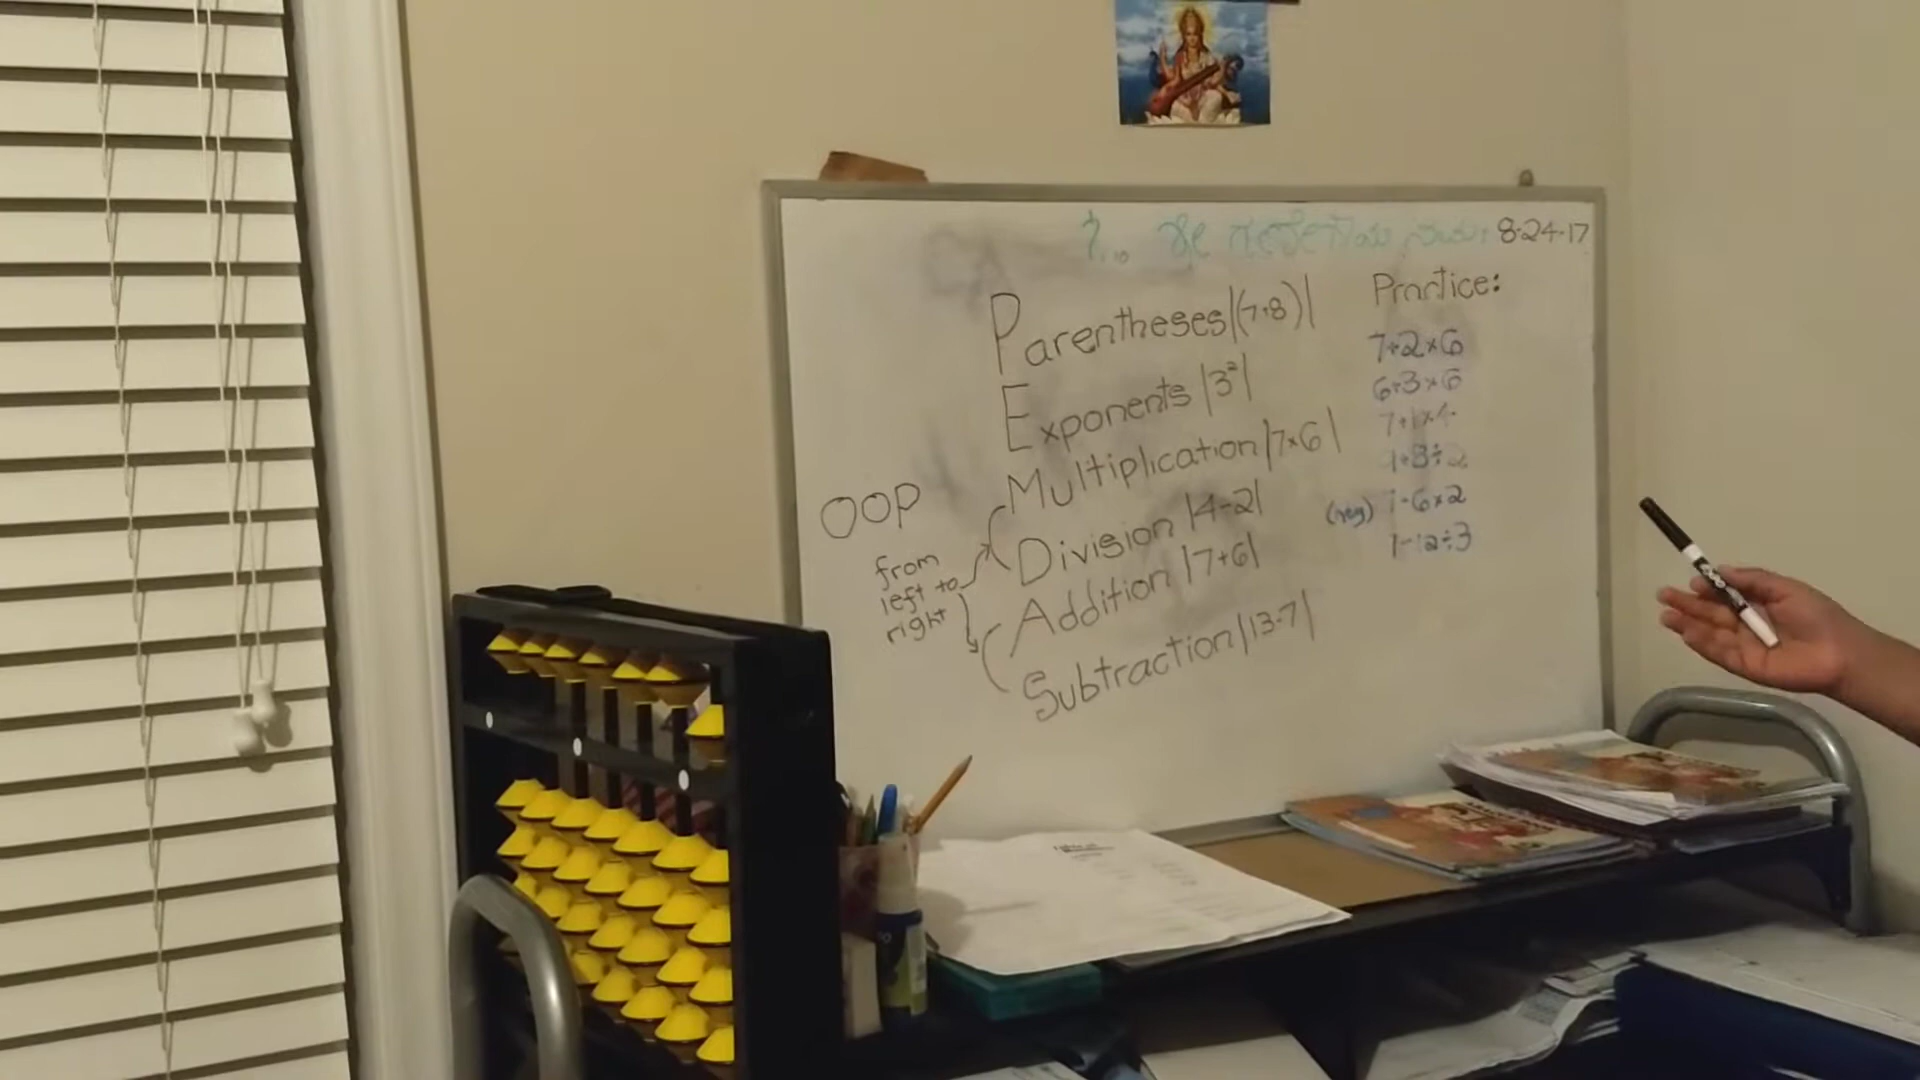 ಶ್ರೀ ಗಣೇಶಾಯ ನಮಃ 8-24-17
Parentheses|(7+8)|
Exponents |3²|
Multiplication |7×6|
Division |4-2|
Addition |7+6|
Subtraction |13-7|
OOP
from
left to
right
Practice:
7+2×6
6+3×6
7+1×4
+8÷2
(neg) 1-6×2
1-12÷3